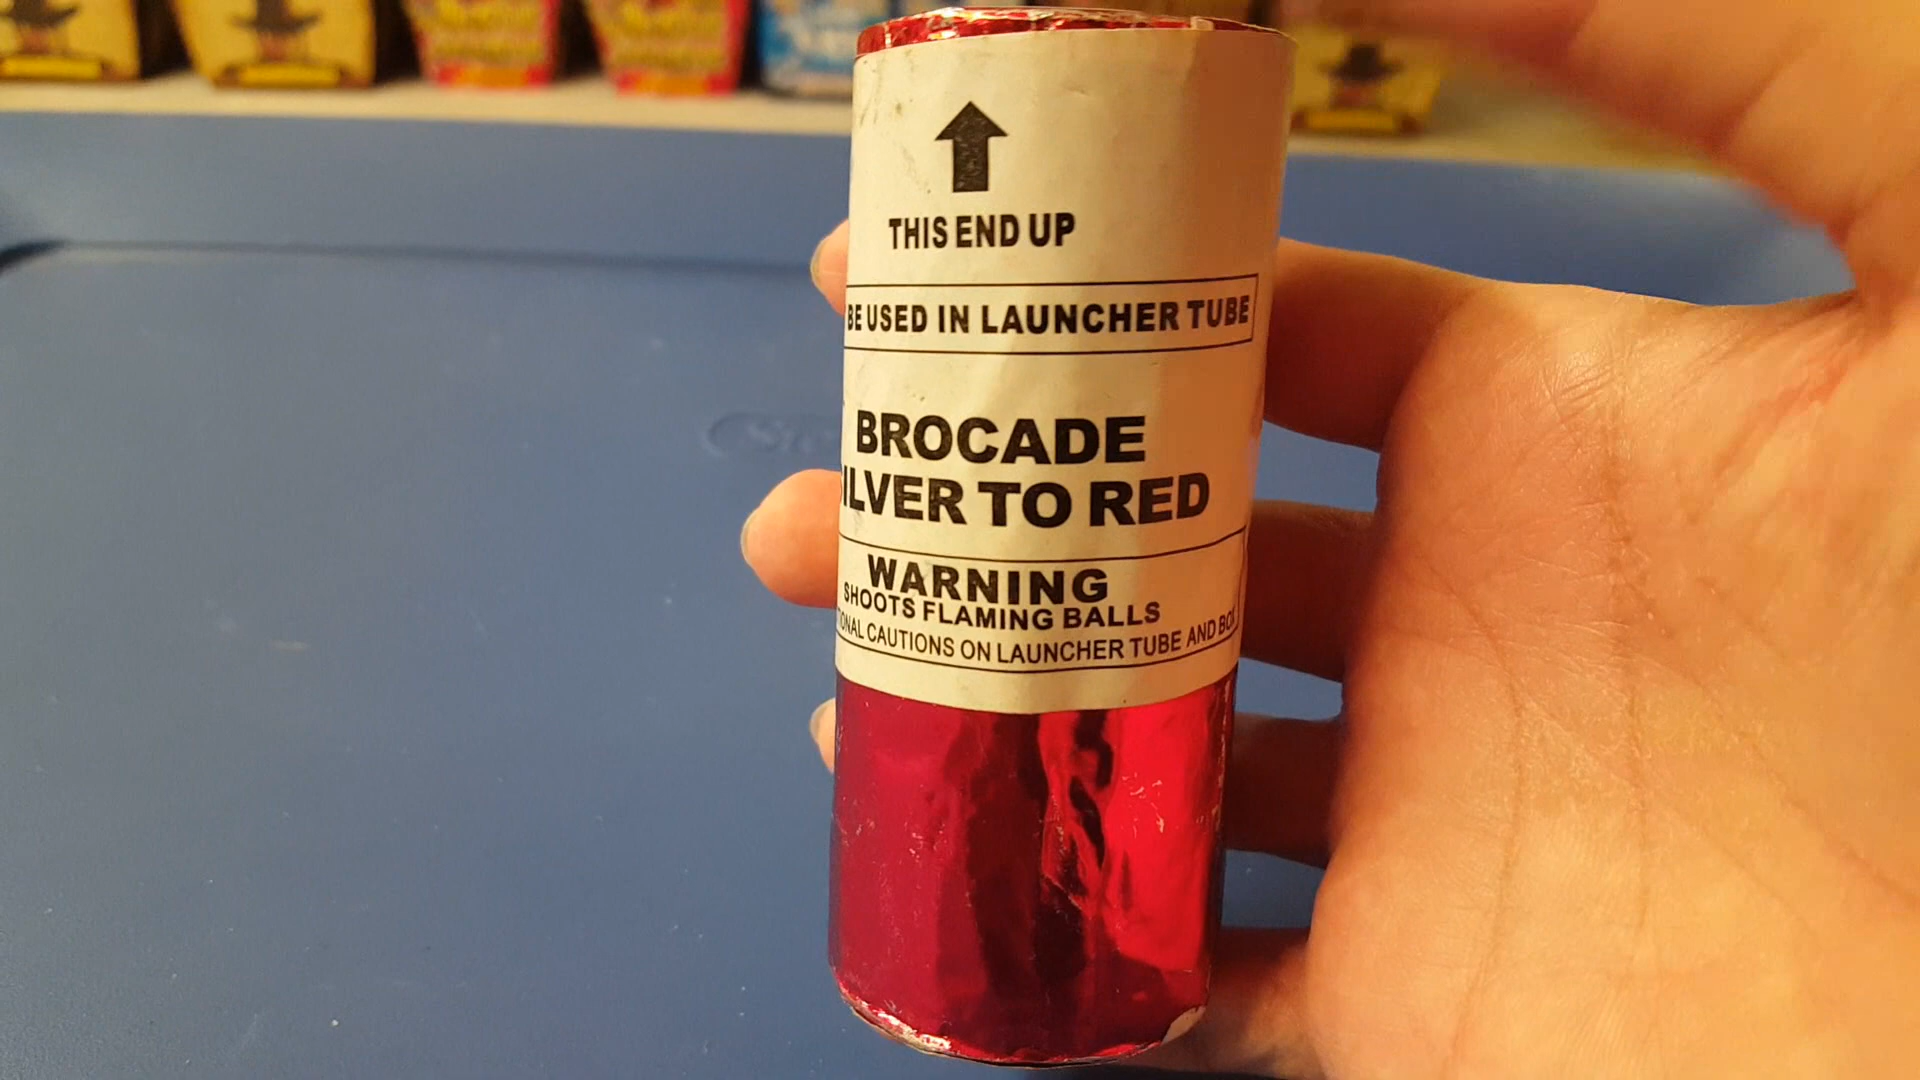 THIS END UP
BE USED IN LAUNCHER TUBE
BROCADE
ILVER TO RED
WARNING
SHOOTS FLAMING BALLS
IONAL CAUTIONS ON LAUNCHER TUBE AND BO